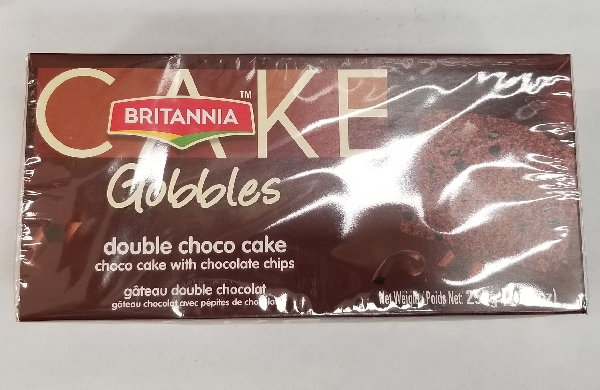 CAKE
BRITANNIA TM
Gobbles
double choco cake
choco cake with chocolate chips
gâteau double chocolat
gâteau chocolat avec pépites de
Net Weight / Poids Net: